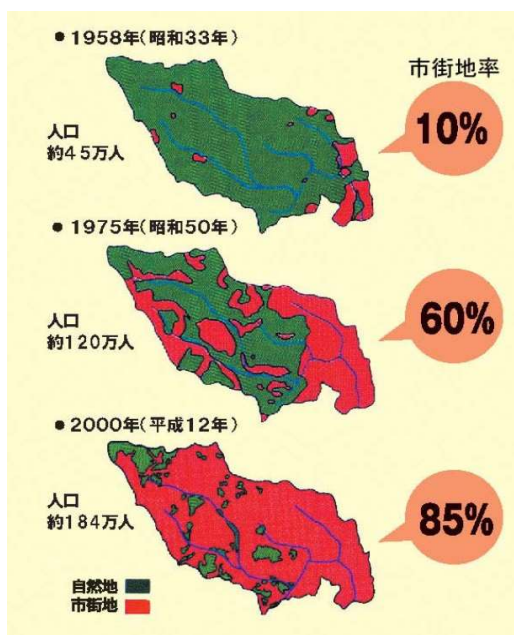 ● 1958年(昭和33年)
市街地率
10%
人口
約45万人
● 1975年(昭和50年)
60%
人口
約120万人
● 2000年(平成12年)
85%
人口
約184万人
自然地
市街地